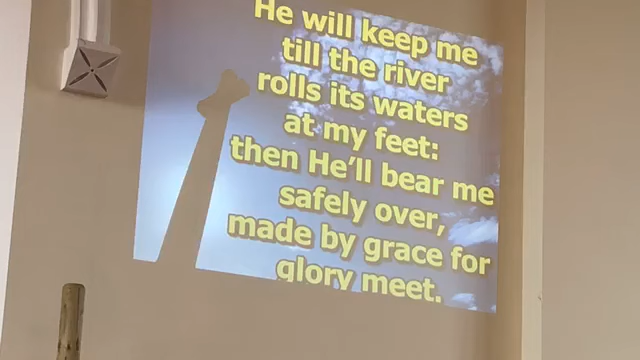 He will keep me
till the river
rolls its waters
at my feet:
then He'll bear me
safely over,
made by grace for
glory meet.